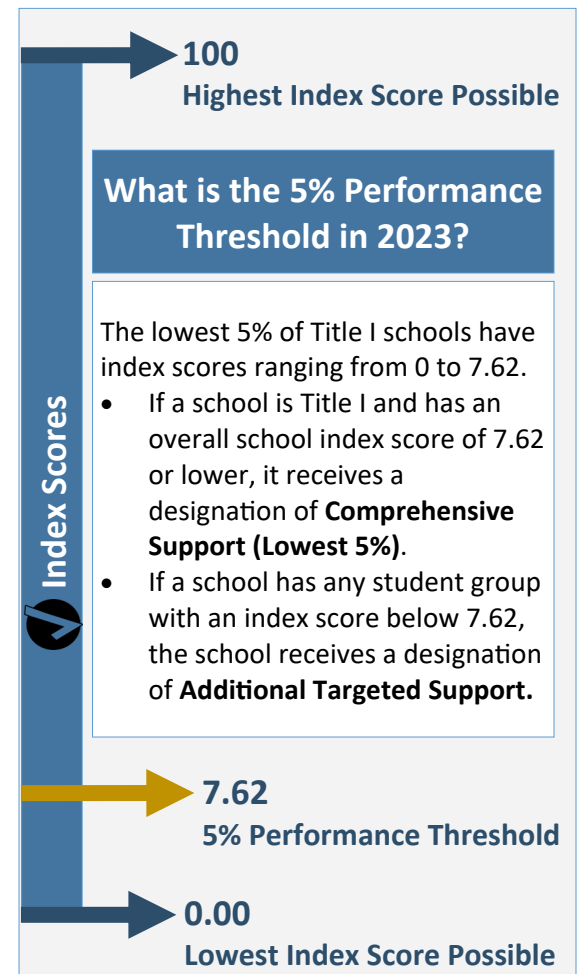 100
Highest Index Score Possible
What is the 5% Performance
Threshold in 2023?
The lowest 5% of Title I schools have
index scores ranging from 0 to 7.62.
• If a school is Title I and has an
overall school index score of 7.62
or lower, it receives a
designation of Comprehensive
Support (Lowest 5%).
• If a school has any student group
with an index score below 7.62,
the school receives a designation
of Additional Targeted Support.
Index Scores
7.62
5% Performance Threshold
0.00
Lowest Index Score Possible